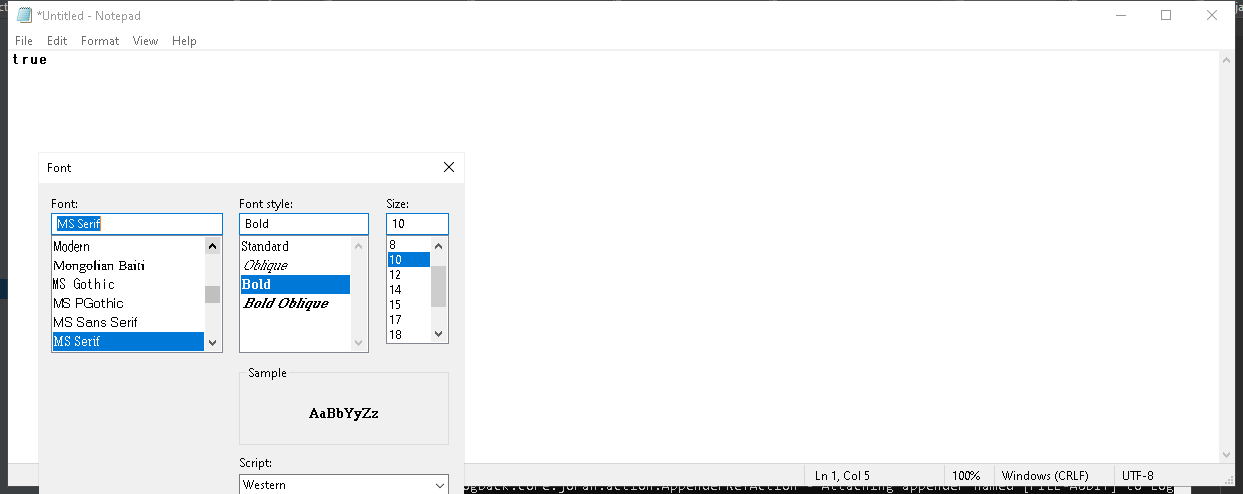 *Untitled - Notepad
File Edit Format View Help
true
Font
Font: Font style: Size:
MS Serif Bold 10
Modern
Mongolian Baiti
MS Gothic
MS PGothic
MS Sans Serif
MS Serif
Standard
Oblique
Bold
Bold Oblique
8
10
12
14
15
17
18
Sample
AaBbYyZz
Script:
Western
Ln 1, Col 5 100% Windows (CRLF) UTF-8